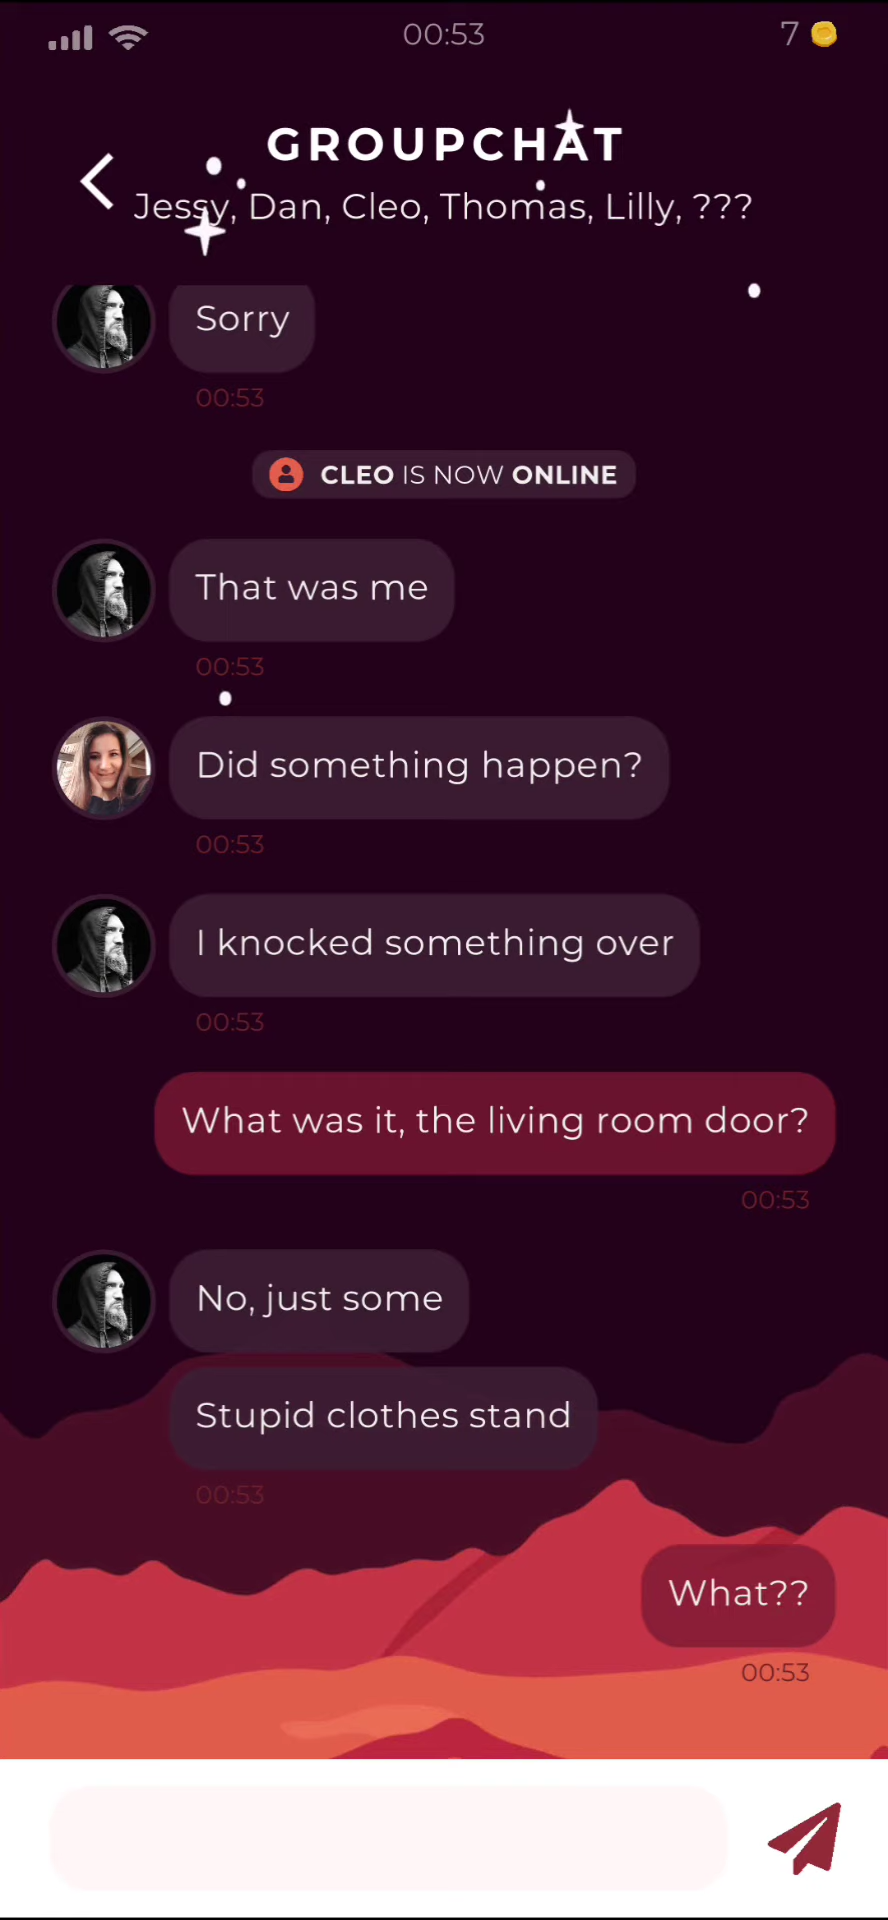 00:53
7
GROUPCHAT
Jessy, Dan, Cleo, Thomas, Lilly, ???
Sorry
00:53
CLEO IS NOW ONLINE
That was me
00:53
Did something happen?
00:53
I knocked something over
00:53
What was it, the living room door?
00:53
No, just some
Stupid clothes stand
00:53
What??
00:53